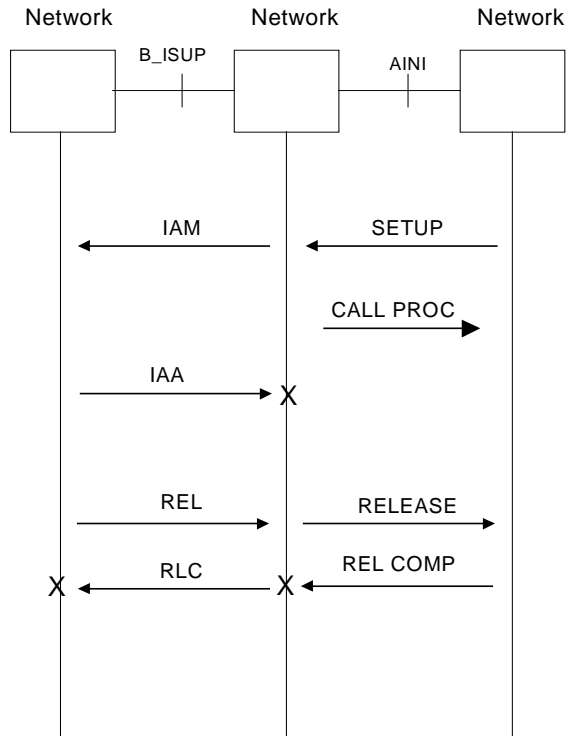 Network Network Network
B_ISUP AINI
IAM SETUP
CALL PROC
IAA X
REL RELEASE
X RLC X REL COMP